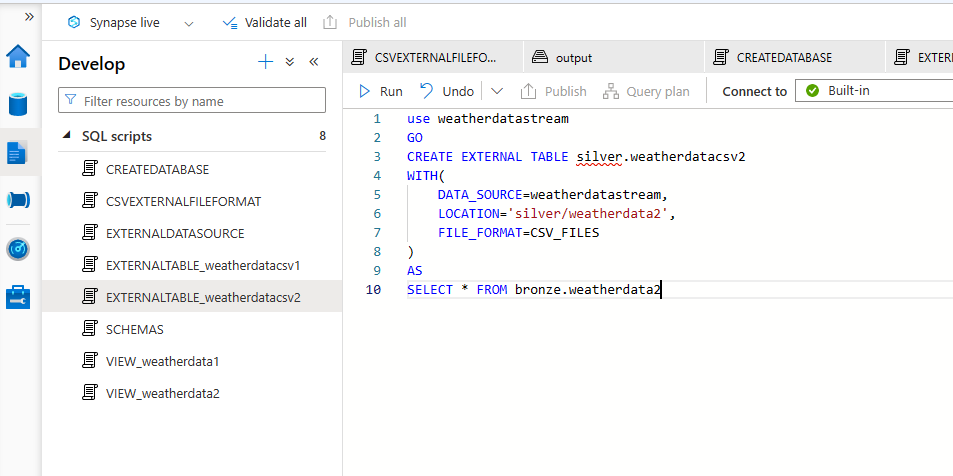 »
Synapse live
Validate all
Publish all
Develop
Filter resources by name
SQL scripts 8
CREATEDATABASE
CSVEXTERNALFILEFORMAT
EXTERNALDATASOURCE
EXTERNALTABLE_weatherdatacsv1
EXTERNALTABLE_weatherdatacsv2
SCHEMAS
VIEW_weatherdata1
VIEW_weatherdata2
CSVEXTERNALFILEFO...
output
CREATEDATABASE
EXTER
Run
Undo
Publish
Query plan
Connect to
Built-in
1 use weatherdatastream
2 GO
3 CREATE EXTERNAL TABLE silver.weatherdatacsv2
4 WITH(
5 DATA_SOURCE=weatherdatastream,
6 LOCATION='silver/weatherdata2',
7 FILE_FORMAT=CSV_FILES
8 )
9 AS
10 SELECT * FROM bronze.weatherdata2